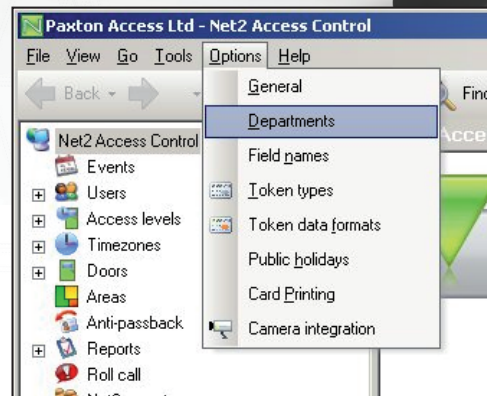 Paxton Access Ltd - Net2 Access Control
File View Go Tools Options Help
Back
General
Departments
Field names
Token types
Token data formats
Public holidays
Card Printing
Camera integration
Net2 Access Control
Events
Users
Access levels
Timezones
Doors
Areas
Anti-passback
Reports
Roll call